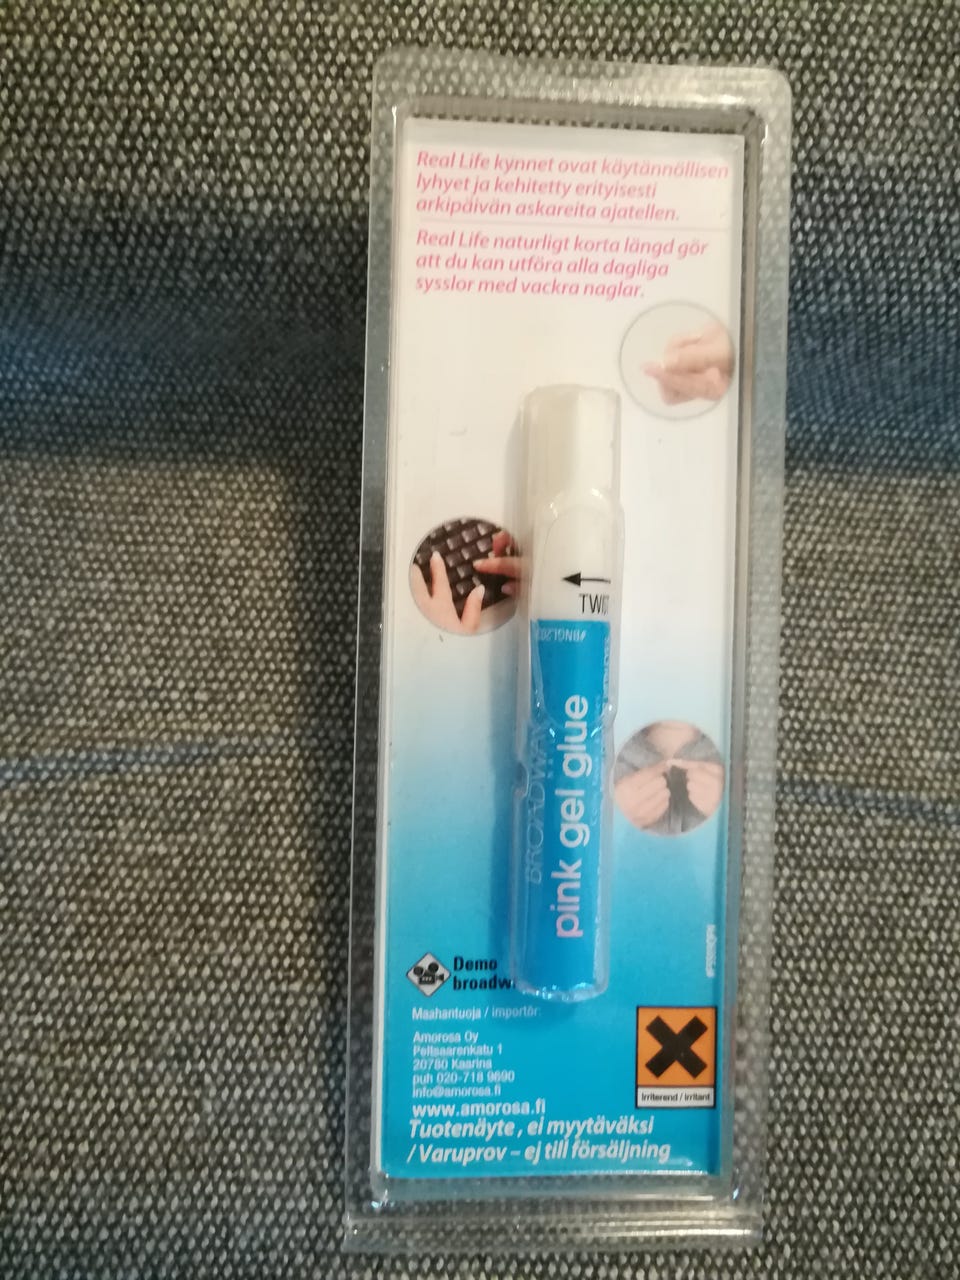 Real Life kynnet ovat käytännöllisen
lyhyet ja kehitetty erityisesti
arkipäivän askareita ajatellen.
Real Life naturligt korta längd gör
att du kan utföra alla dagliga
sysslor med vackra naglar.
TWIST
BROADWAY
pink gel glue
Demo
broadw
Maahantuoja / importör:
Amorosa Oy
Peltsaarenkatu 1
20780 Kaarina
puh 020-718 9690
info@amorosa.fi
www.amorosa.fi
Irriterend / irritant
Tuotenäyte , ei myytäväksi
/ Varuprov – ej till försäljning